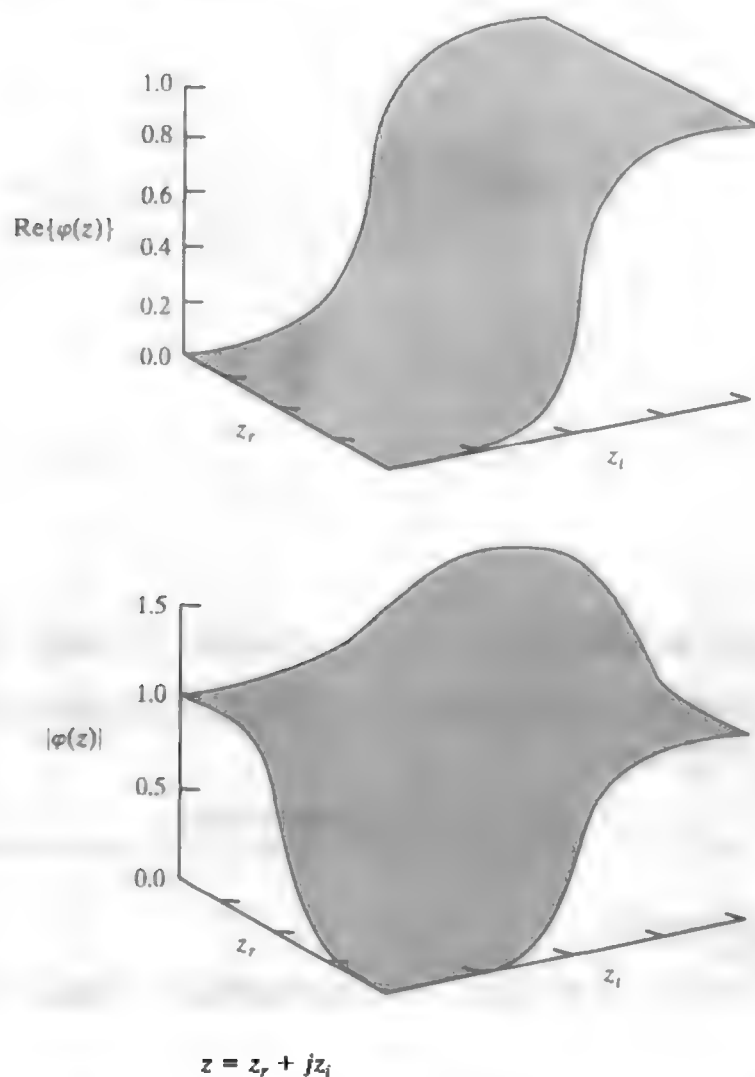 1.0
0.8
0.6
Re{φ(z)}
0.4
0.2
0.0
z_r
z_i
1.5
1.0
|φ(z)|
0.5
0.0
z_r
z_i
z = z_r + jz_i